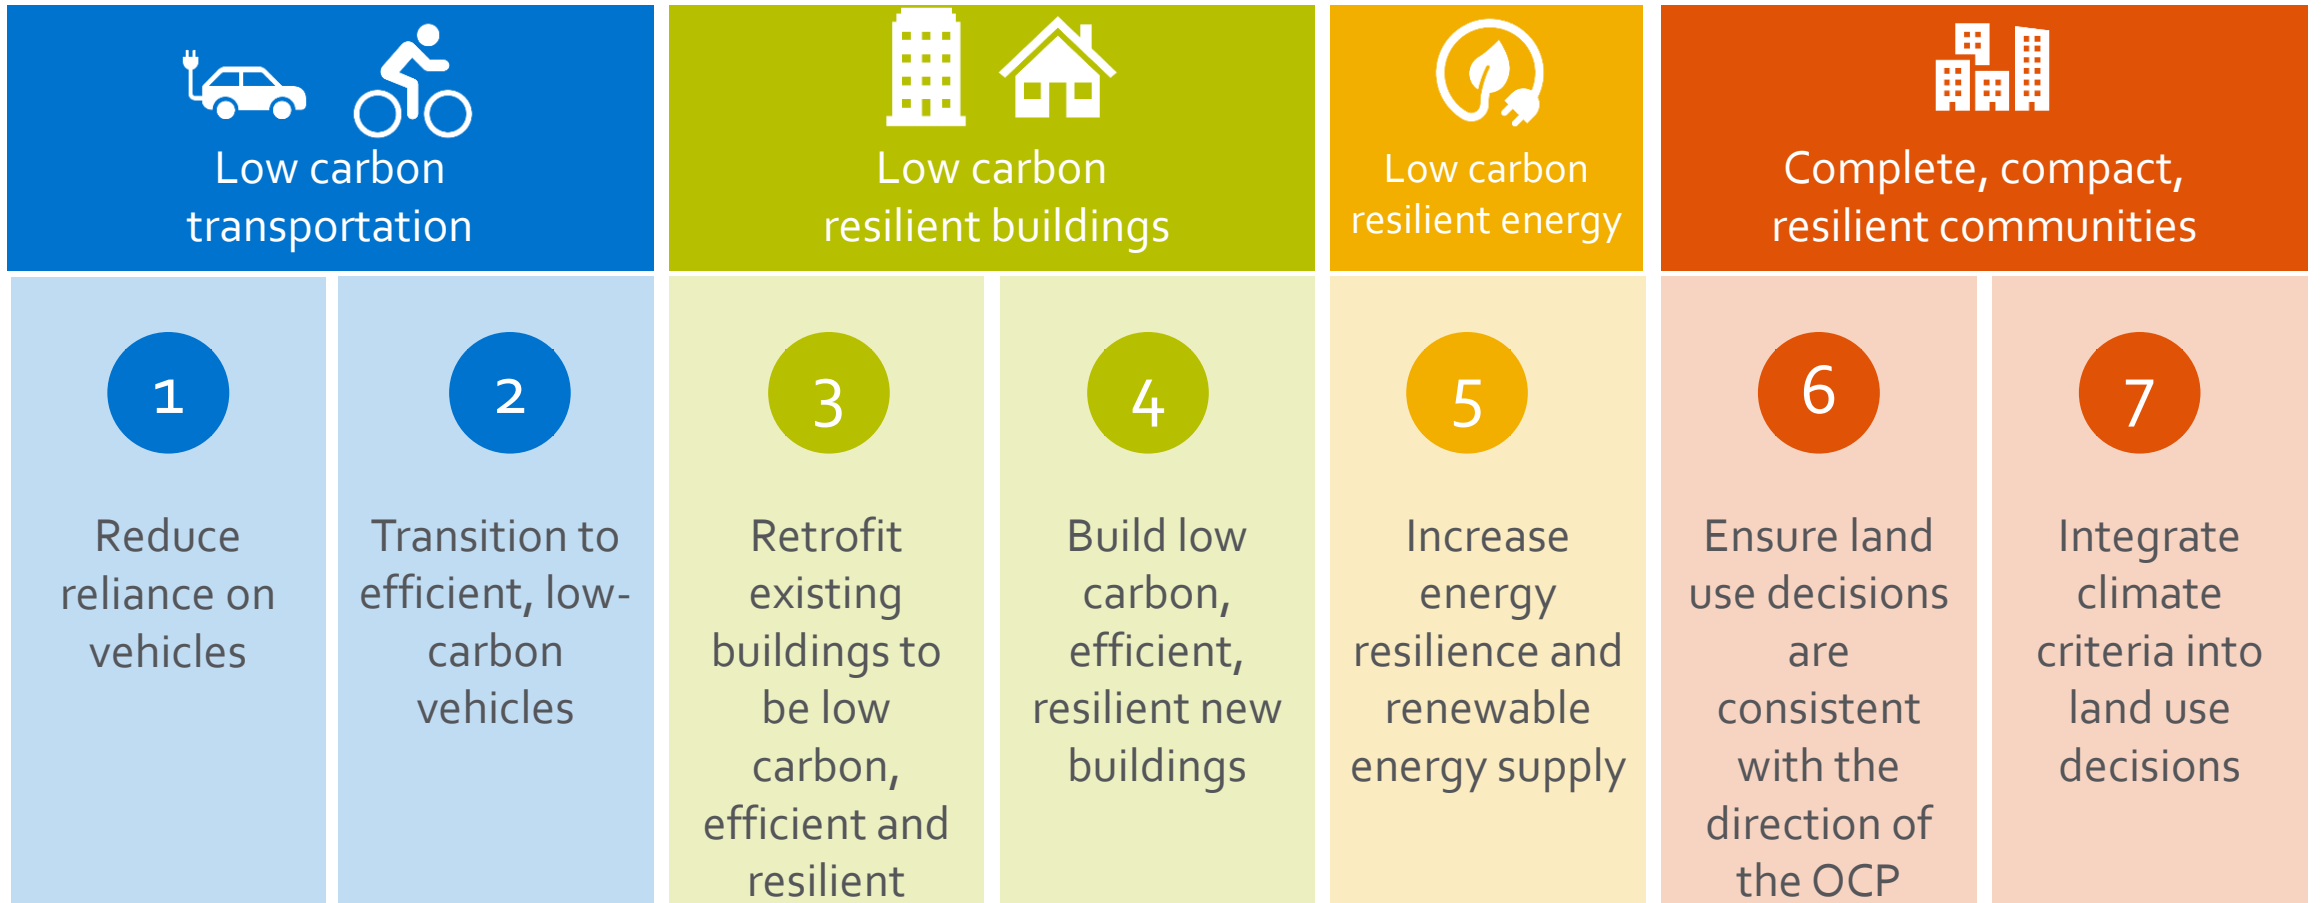 Low carbon
transportation
Low carbon
resilient buildings
Low carbon
resilient energy
Complete, compact,
resilient communities
1
Reduce
reliance on
vehicles
2
Transition to
efficient, low-
carbon
vehicles
3
Retrofit
existing
buildings to
be low
carbon,
efficient and
resilient
4
Build low
carbon,
efficient,
resilient new
buildings
5
Increase
energy
resilience and
renewable
energy supply
6
Ensure land
use decisions
are
consistent
with the
direction of
the OCP
7
Integrate
climate
criteria into
land use
decisions